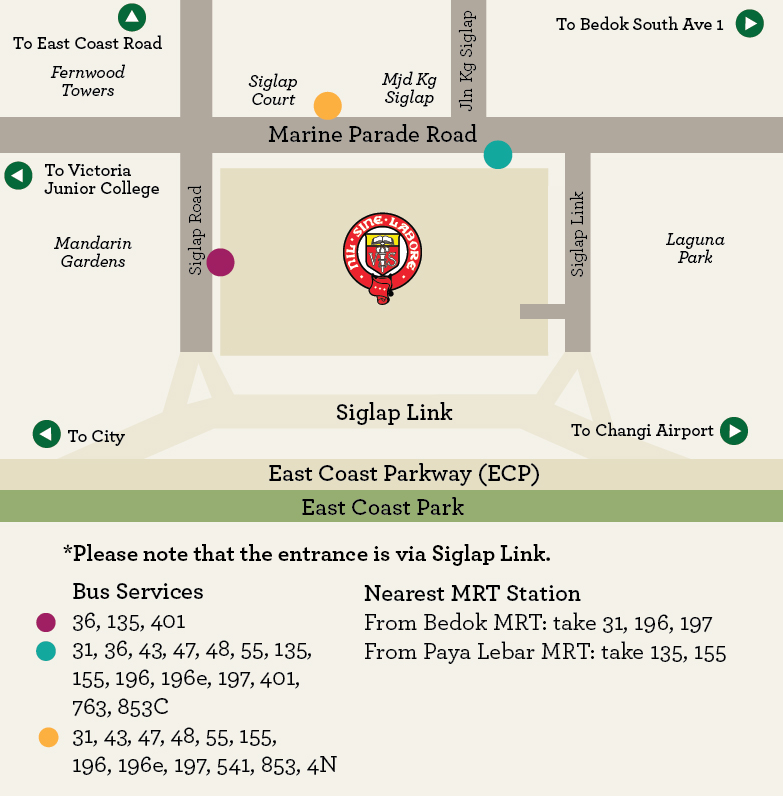 To East Coast Road
To Bedok South Ave 1
Fernwood
Towers
Siglap
Court
Mjd Kg
Siglap
Jln Kg Siglap
Marine Parade Road
To Victoria
Junior College
Siglap Road
Mandarin
Gardens
NIL·SINE·LABORE·
VHS
Siglap Link
Laguna
Park
Siglap Link
To City
To Changi Airport
East Coast Parkway (ECP)
East Coast Park
*Please note that the entrance is via Siglap Link.
Bus Services
36, 135, 401
31, 36, 43, 47, 48, 55, 135,
155, 196, 196e, 197, 401,
763, 853C
31, 43, 47, 48, 55, 155,
196, 196e, 197, 541, 853, 4N
Nearest MRT Station
From Bedok MRT: take 31, 196, 197
From Paya Lebar MRT: take 135, 155